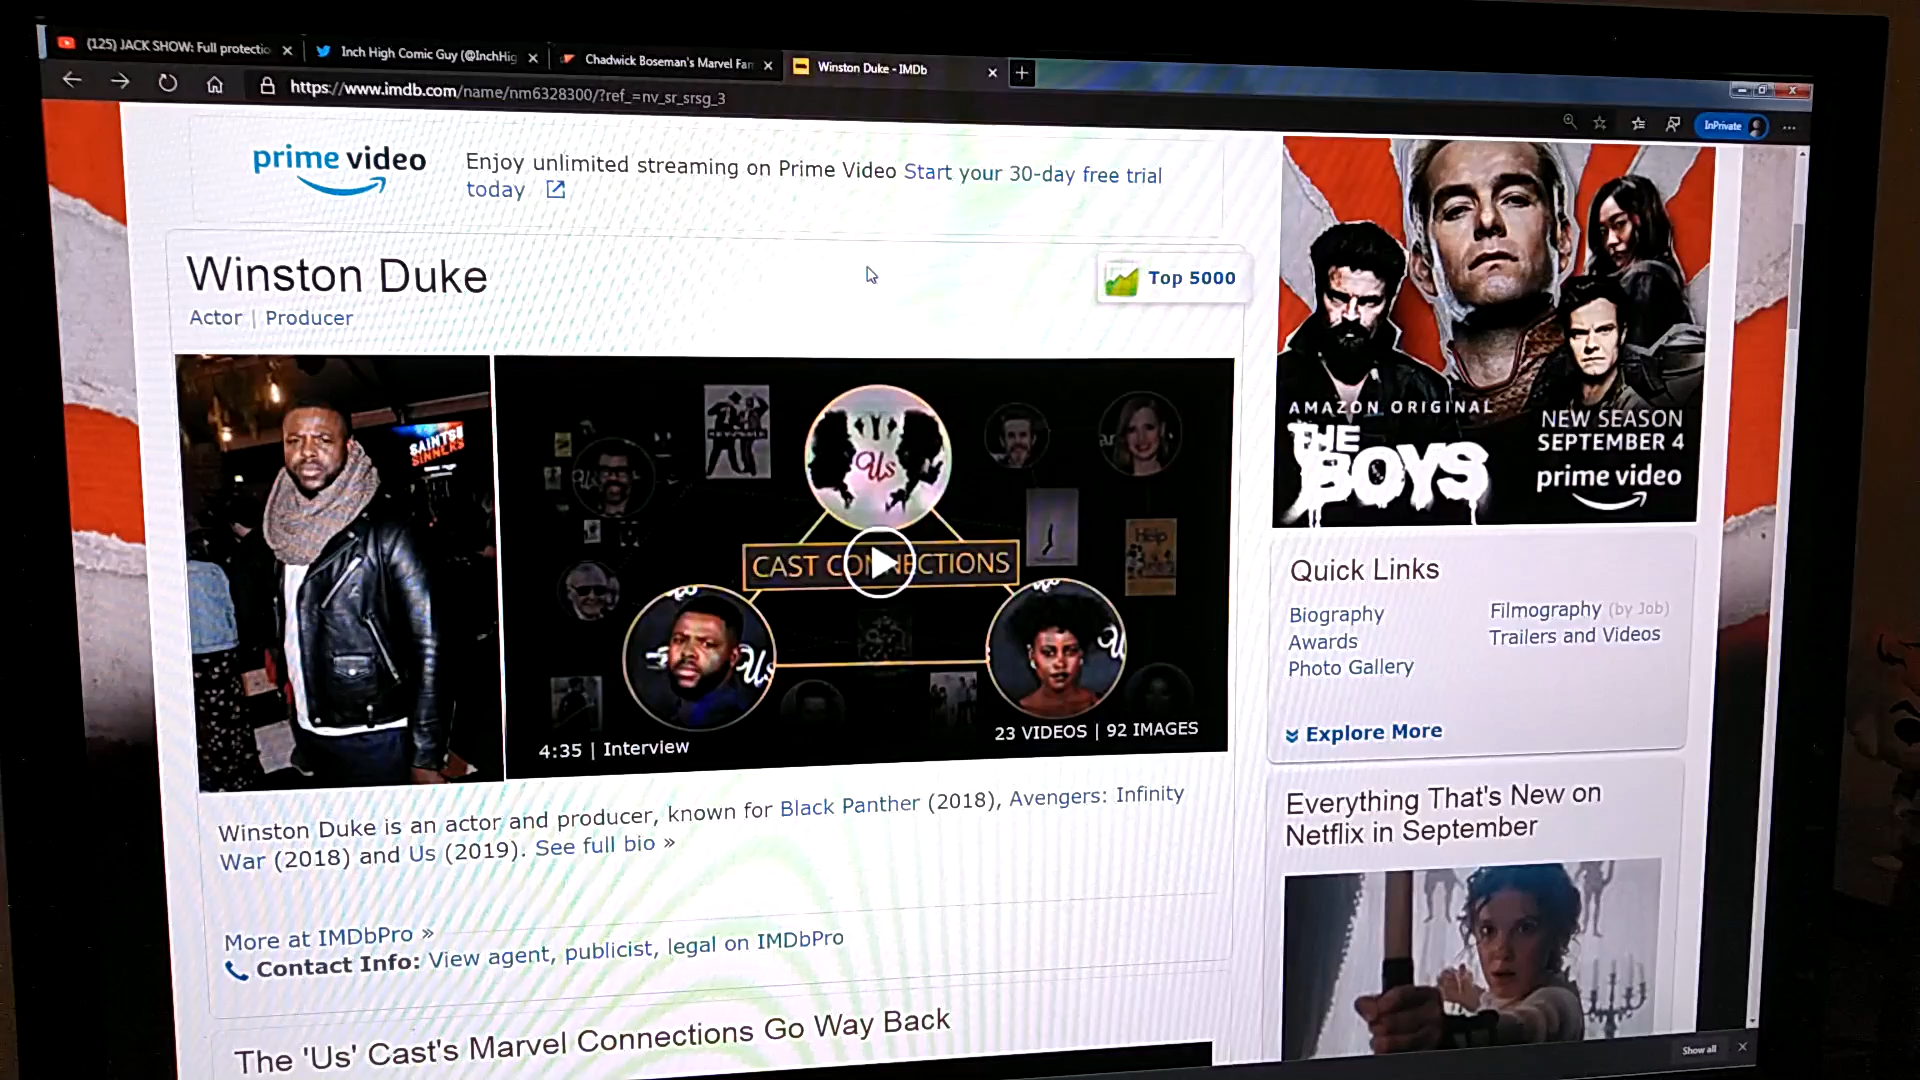 (125) JACK SHOW: Full protectio
Inch High Comic Guy (@InchHig
Chadwick Boseman's Marvel Fan
Winston Duke - IMDb
https://www.imdb.com/name/nm6328300/?ref_=nv_sr_srsg_3
InPrivate
prime video
Enjoy unlimited streaming on Prime Video Start your 30-day free trial
today
Winston Duke
Actor | Producer
Top 5000
SAINTS&
SINNERS
Us
CAST CONNECTIONS
Help
4:35 | Interview
23 VIDEOS | 92 IMAGES
Winston Duke is an actor and producer, known for Black Panther (2018), Avengers: Infinity
War (2018) and Us (2019). See full bio »
More at IMDbPro »
Contact Info: View agent, publicist, legal on IMDbPro
The 'Us' Cast's Marvel Connections Go Way Back
AMAZON ORIGINAL
THE
BOYS
NEW SEASON
SEPTEMBER 4
prime video
Quick Links
Biography
Awards
Photo Gallery
Filmography (by Job)
Trailers and Videos
Explore More
Everything That's New on
Netflix in September
Show all